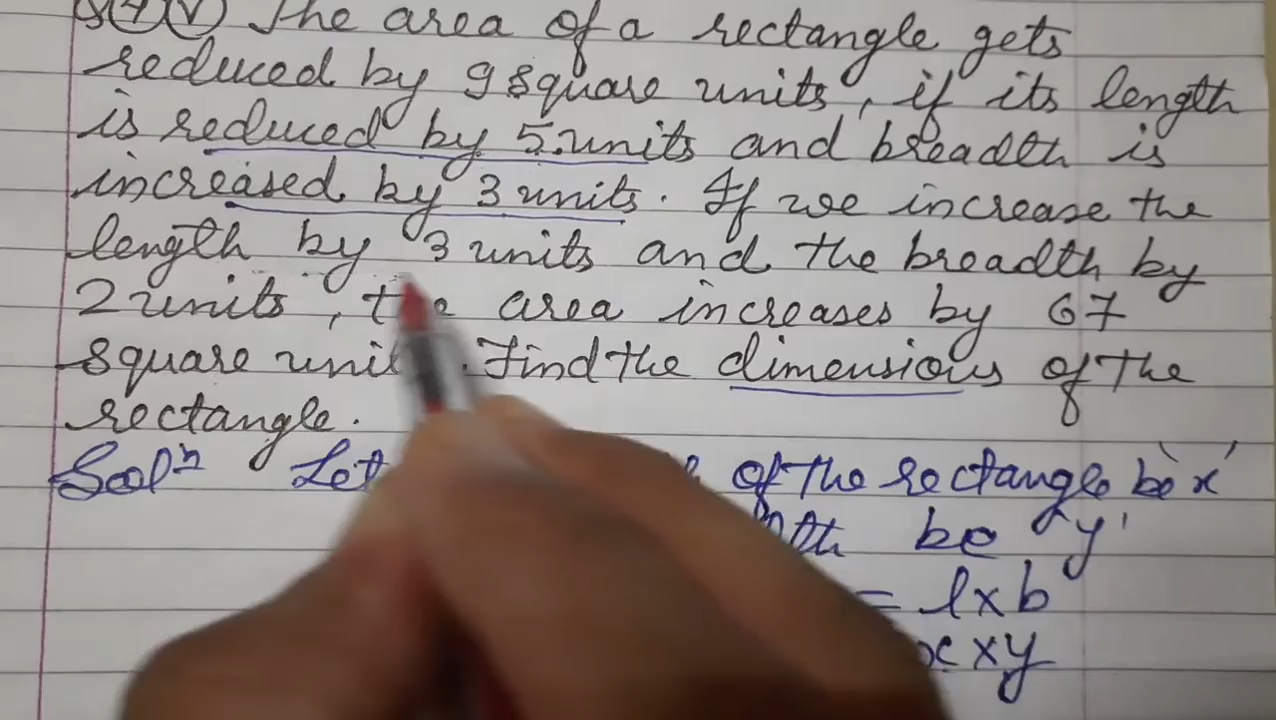 The area of a rectangle gets
reduced by 9 square units, if its length
is reduced by 5 units and breadth is
increased by 3 units. If we increase the
length by 3 units and the breadth by
2 units, the area increases by 67
square unit. Find the dimensions of the
rectangle.
Solⁿ Let of the rectangle be 'x'
be 'y'
= l×b
x×y